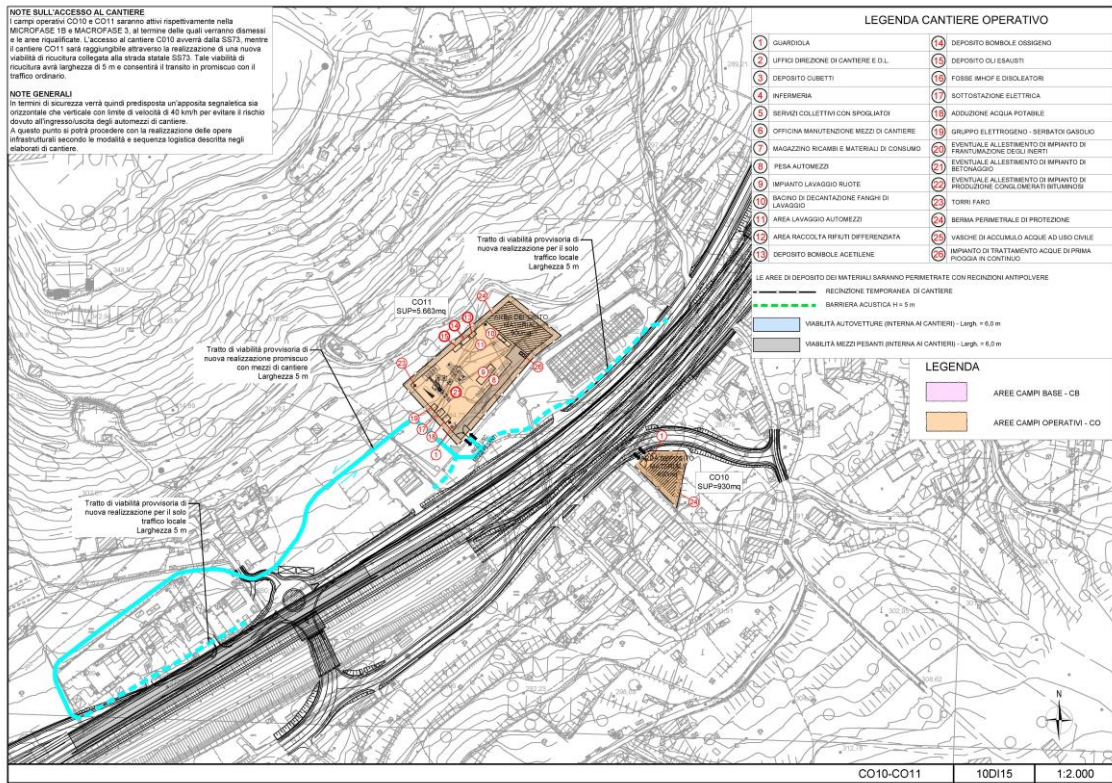 NOTE SULL'ACCESSO AL CANTIERE
I campi operativi CO10 e CO11 saranno attivi rispettivamente nella
MICROFASE 1B e MACROFASE 3, al termine delle quali verranno dismessi
e le aree riqualificate. L'accesso al cantiere C010 avverrà dalla SS73, mentre
il cantiere CO11 sarà raggiungibile attraverso la realizzazione di una nuova
viabilità di ricucitura collegata alla strada statale SS73. Tale viabilità di
ricucitura avrà larghezza di 5 m e consentirà il transito in promiscuo con il
traffico ordinario.
NOTE GENERALI
In termini di sicurezza verrà quindi predisposta un'apposita segnaletica sia
orizzontale che verticale con limite di velocità di 40 km/h per evitare il rischio
dovuto all'ingresso/uscita degli automezzi di cantiere.
A questo punto si potrà procedere con la realizzazione delle opere
infrastrutturali secondo le modalità e sequenza logistica descritta negli
elaborati di cantiere.
LEGENDA CANTIERE OPERATIVO
1 GUARDIOLA
2 UFFICI DIREZIONE DI CANTIERE E D.L.
3 DEPOSITO CUBETTI
4 INFERMERIA
5 SERVIZI COLLETTIVI CON SPOGLIATOI
6 OFFICINA MANUTENZIONE MEZZI DI CANTIERE
7 MAGAZZINO RICAMBI E MATERIALI DI CONSUMO
8 PESA AUTOMEZZI
9 IMPIANTO LAVAGGIO RUOTE
10 BACINO DI DECANTAZIONE FANGHI DI
LAVAGGIO
11 AREA LAVAGGIO AUTOMEZZI
12 AREA RACCOLTA RIFIUTI DIFFERENZIATA
13 DEPOSITO BOMBOLE ACETILENE
14 DEPOSITO BOMBOLE OSSIGENO
15 DEPOSITO OLI ESAUSTI
16 FOSSE IMHOF E DISOLEATORI
17 SOTTOSTAZIONE ELETTRICA
18 ADDUZIONE ACQUA POTABILE
19 GRUPPO ELETTROGENO - SERBATOI GASOLIO
20 EVENTUALE ALLESTIMENTO DI IMPIANTO DI
FRANTUMAZIONE DEGLI INERTI
21 EVENTUALE ALLESTIMENTO DI IMPIANTO DI
BETONAGGIO
22 EVENTUALE ALLESTIMENTO DI IMPIANTO DI
PRODUZIONE CONGLOMERATI BITUMINOSI
23 TORRI FARO
24 BERMA PERIMETRALE DI PROTEZIONE
25 VASCHE DI ACCUMULO ACQUE AD USO CIVILE
26 IMPIANTO DI TRATTAMENTO ACQUE DI PRIMA
PIOGGIA IN CONTINUO
LE AREE DI DEPOSITO DEI MATERIALI SARANNO PERIMETRATE CON RECINZIONI ANTIPOLVERE
RECINZIONE TEMPORANEA DI CANTIERE
BARRIERA ACUSTICA H = 5 m
VIABILITÀ AUTOVETTURE (INTERNA AI CANTIERI) - Largh. = 6,0 m
VIABILITÀ MEZZI PESANTI (INTERNA AI CANTIERI) - Largh. = 6,0 m
LEGENDA
AREE CAMPI BASE - CB
AREE CAMPI OPERATIVI - CO
Tratto di viabilità provvisoria di
nuova realizzazione per il solo
traffico locale
Larghezza 5 m
CO11
SUP=5.663mq
Tratto di viabilità provvisoria di
nuova realizzazione promiscuo
con mezzi di cantiere
Larghezza 5 m
CO10
SUP=930mq
Tratto di viabilità provvisoria di
nuova realizzazione per il solo
traffico locale
Larghezza 5 m
N
CO10-CO11
10DI15
1:2.000